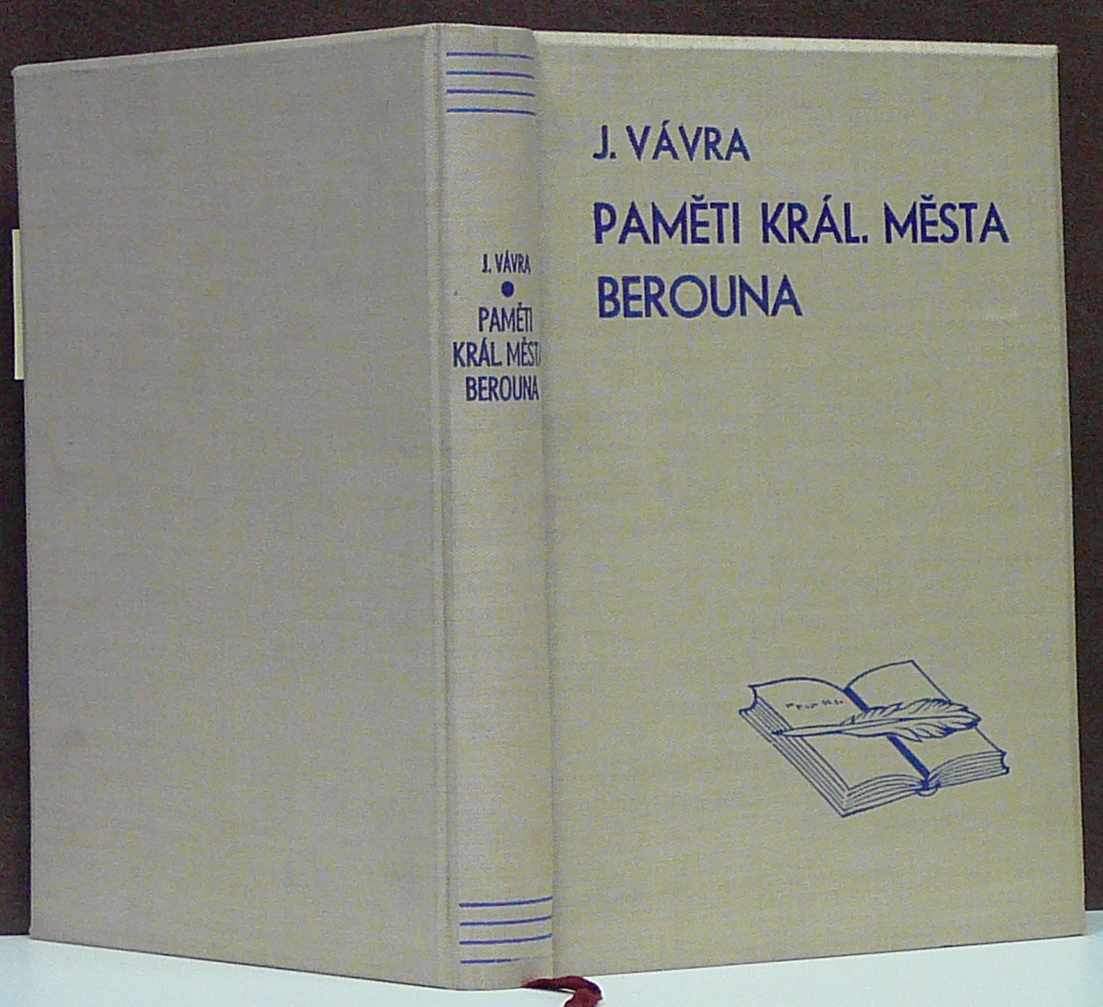 J. VÁVRA
PAMĚTI
KRÁL. MĚSTA
BEROUNA
J. VÁVRA
PAMĚTI KRÁL. MĚSTA
BEROUNA